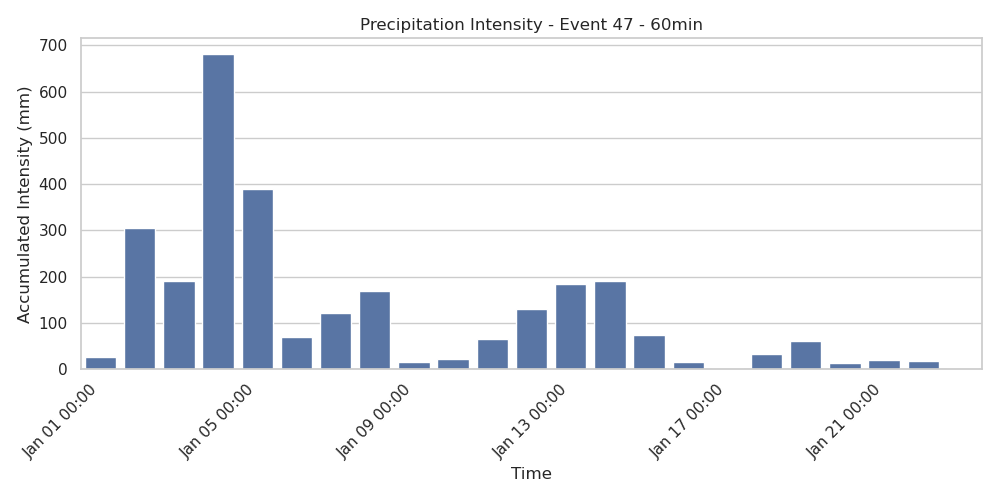 Precipitation Intensity - Event 47 - 60min
Accumulated Intensity (mm)
700
600
500
400
300
200
100
0
Jan 01 00:00
Jan 05 00:00
Jan 09 00:00
Jan 13 00:00
Jan 17 00:00
Jan 21 00:00
Time